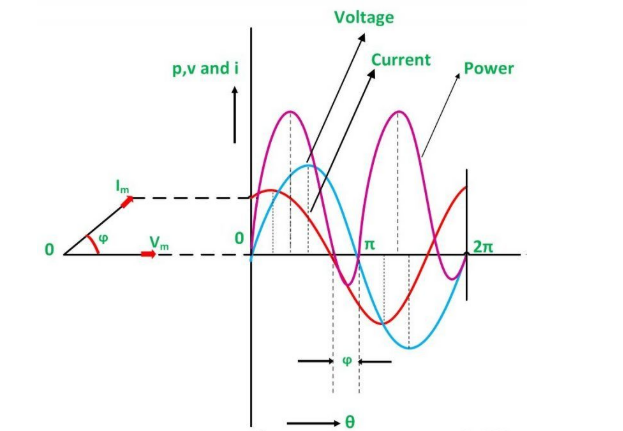 Voltage
Current
p,v and i
Power
Im
φ
0
Vm
0
π
2π
φ
θ